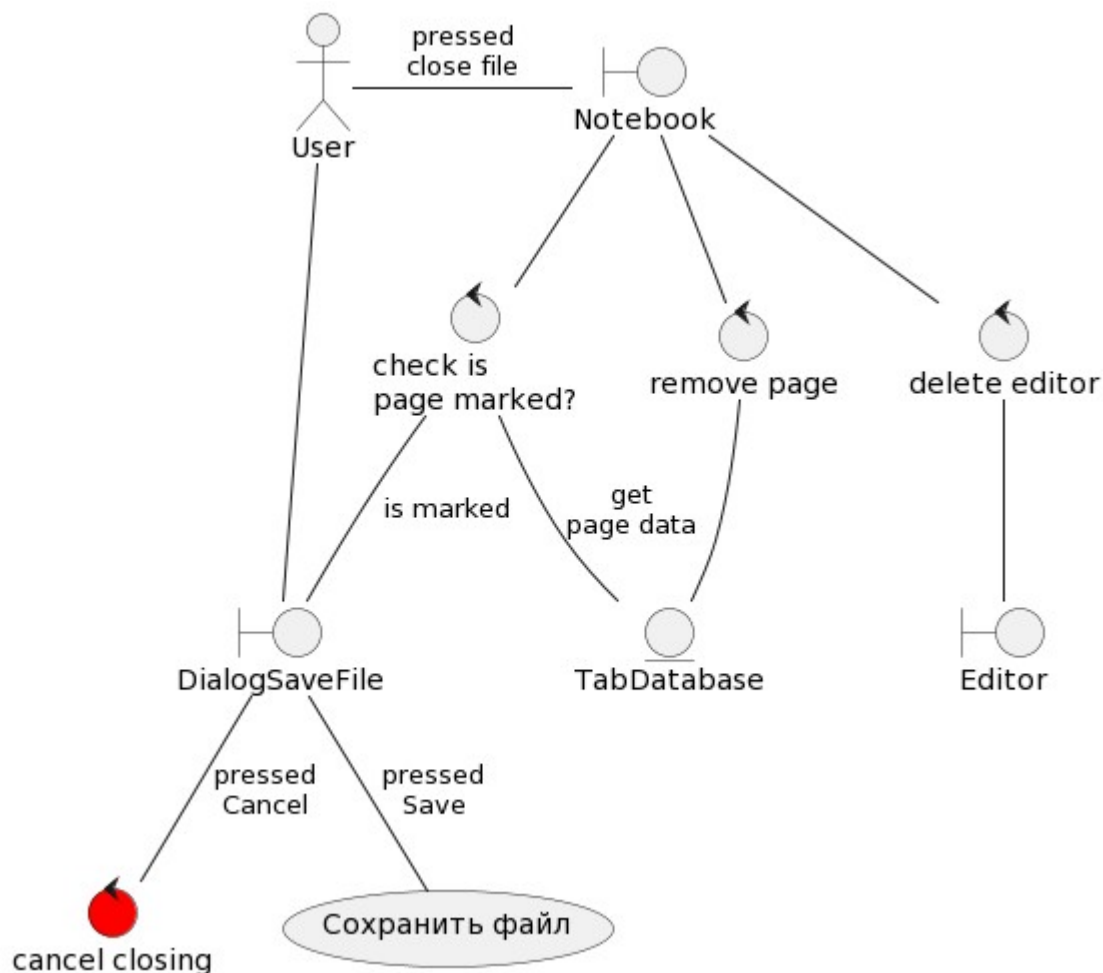 pressed
close file
User
Notebook
check is
page marked?
remove page
delete editor
is marked
get
page data
DialogSaveFile
TabDatabase
Editor
pressed
Cancel
pressed
Save
cancel closing
Сохранить файл